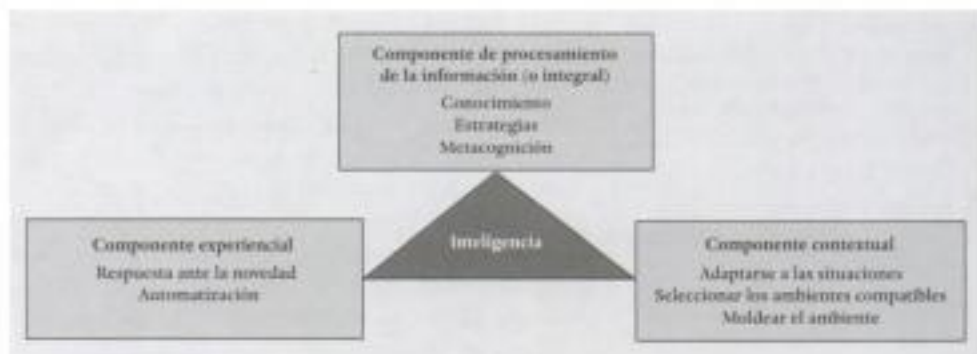 Componente de procesamiento
de la información (o integral)
Conocimiento
Estrategias
Metacognición
Inteligencia
Componente experiencial
Respuesta ante la novedad
Automatización
Componente contextual
Adaptarse a las situaciones
Seleccionar los ambientes compatibles
Moldear el ambiente